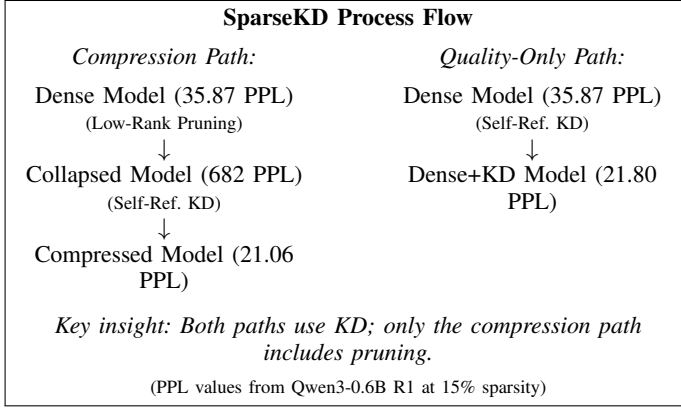 SparseKD Process Flow
Compression Path:
Dense Model (35.87 PPL)
(Low-Rank Pruning)
↓
Collapsed Model (682 PPL)
(Self-Ref. KD)
↓
Compressed Model (21.06
PPL)
Quality-Only Path:
Dense Model (35.87 PPL)
(Self-Ref. KD)
↓
Dense+KD Model (21.80
PPL)
Key insight: Both paths use KD; only the compression path
includes pruning.
(PPL values from Qwen3-0.6B R1 at 15% sparsity)